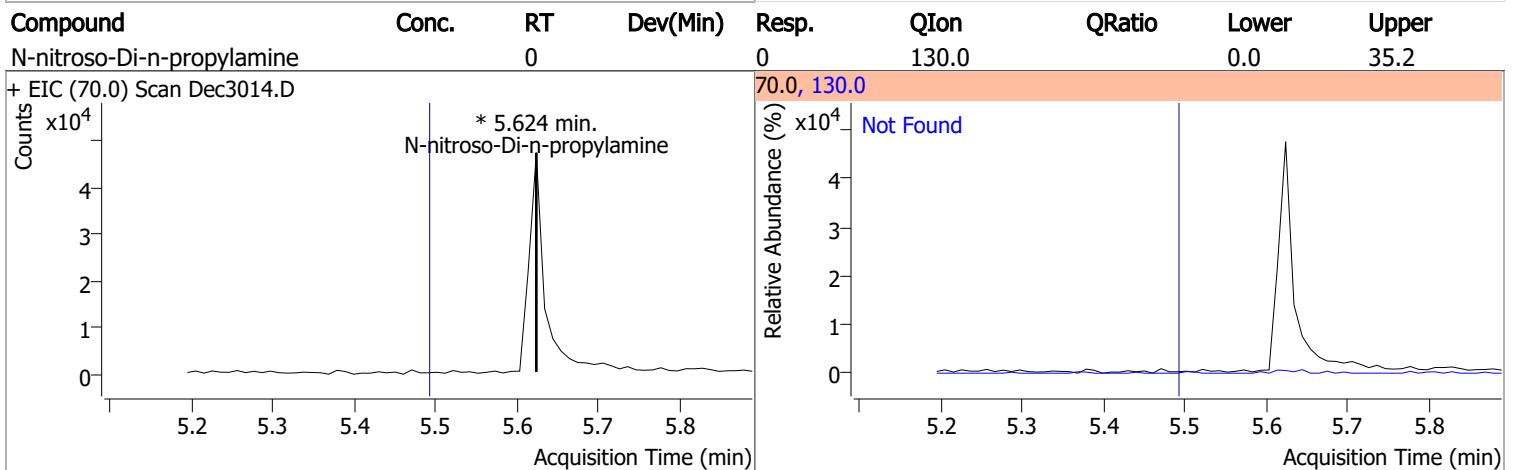 Compound Conc. RT Dev(Min) Resp. QIon QRatio Lower Upper
N-nitroso-Di-n-propylamine 0 0 130.0 0.0 35.2
+ EIC (70.0) Scan Dec3014.D
Counts
x10⁴
* 5.624 min.
N-nitroso-Di-n-propylamine
4
3
2
1
0
5.2 5.3 5.4 5.5 5.6 5.7 5.8
Acquisition Time (min)
70.0, 130.0
Relative Abundance (%)
x10⁴
Not Found
4
3
2
1
0
5.2 5.3 5.4 5.5 5.6 5.7 5.8
Acquisition Time (min)